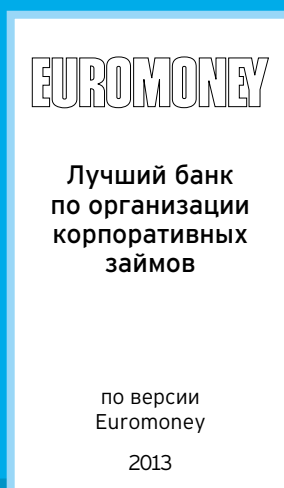 EUROMONEY
Лучший банк
по организации
корпоративных
займов
по версии
Euromoney
2013